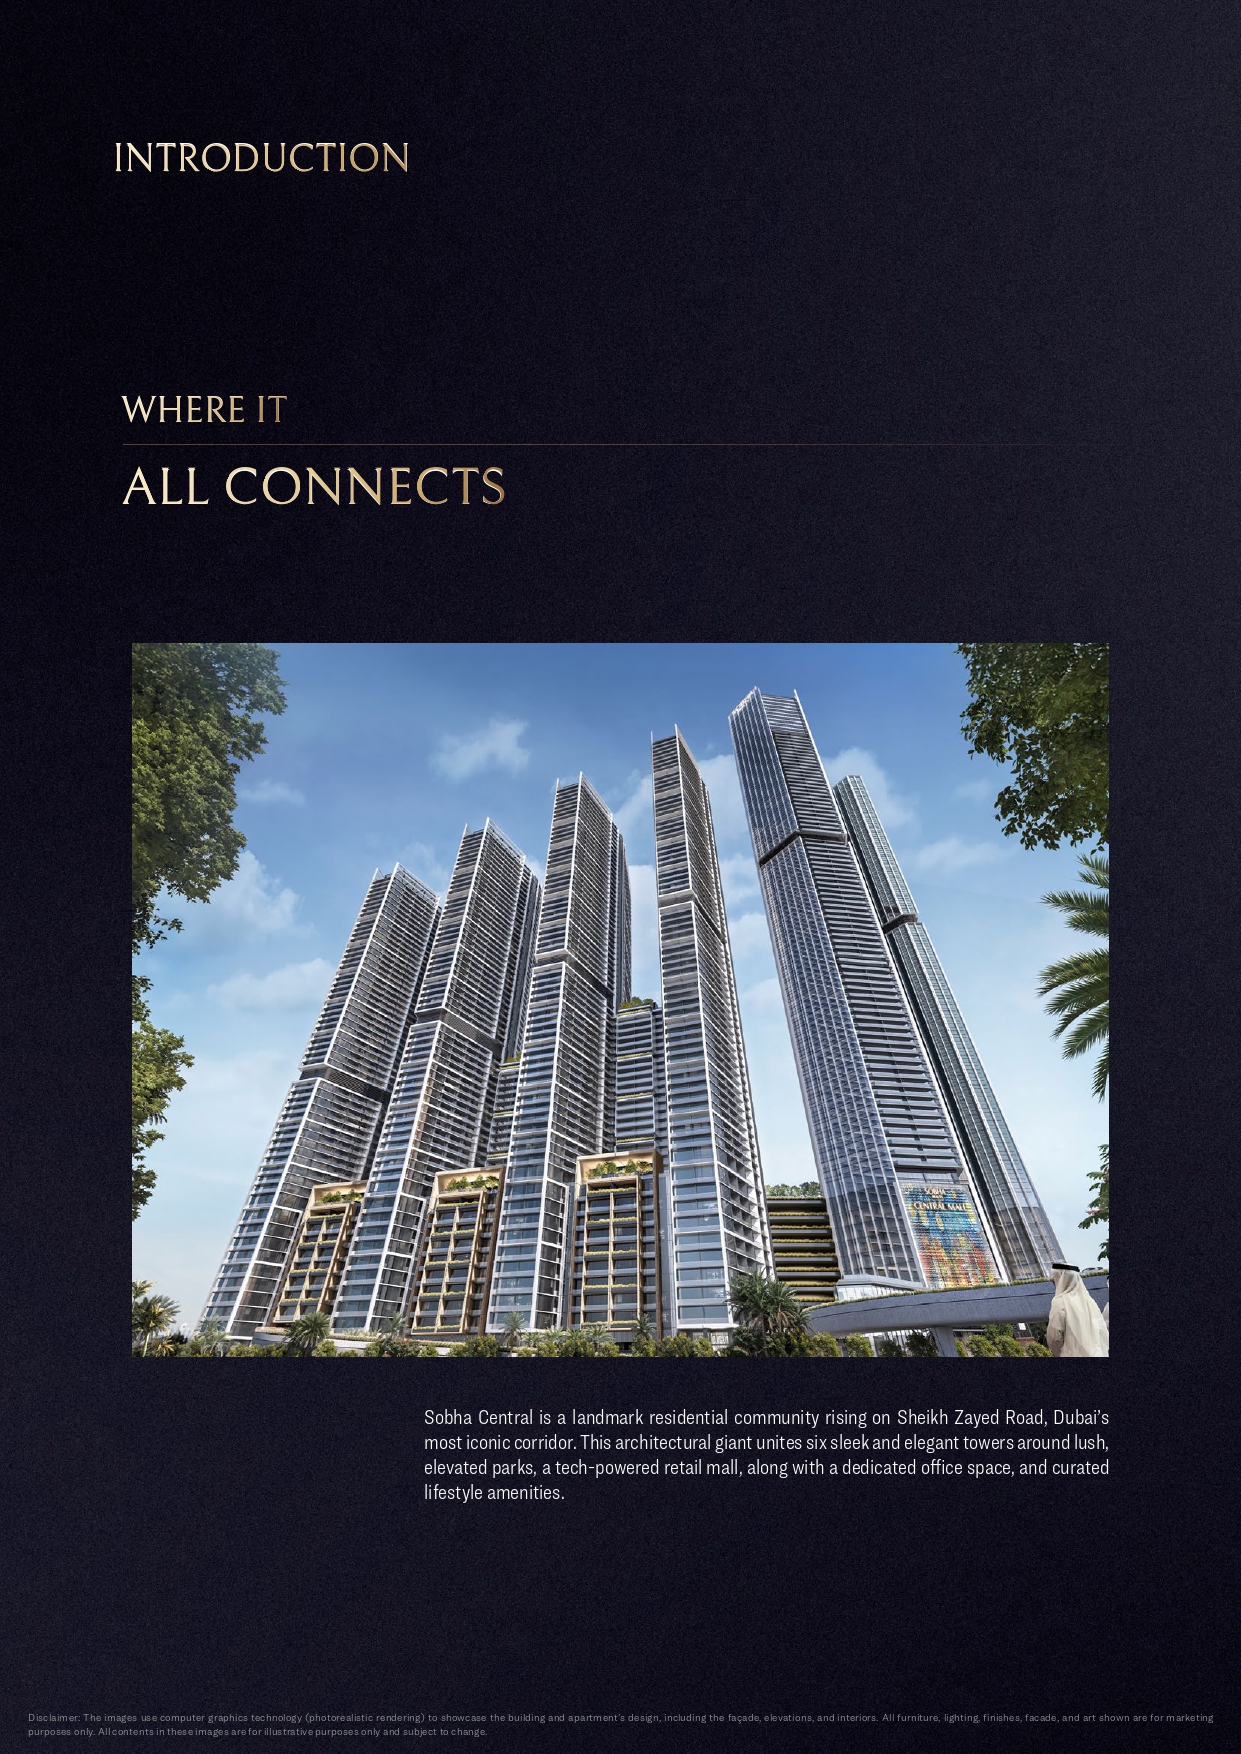 INTRODUCTION
WHERE IT
ALL CONNECTS
SOBHA
CENTRAL MALL
Sobha Central is a landmark residential community rising on Sheikh Zayed Road, Dubai’s
most iconic corridor. This architectural giant unites six sleek and elegant towers around lush,
elevated parks, a tech-powered retail mall, along with a dedicated office space, and curated
lifestyle amenities.
Disclaimer: The images use computer graphics technology (photorealistic rendering) to showcase the building and apartment’s design, including the façade, elevations, and interiors. All furniture, lighting, finishes, facade, and art shown are for marketing
purposes only. All contents in these images are for illustrative purposes only and subject to change.